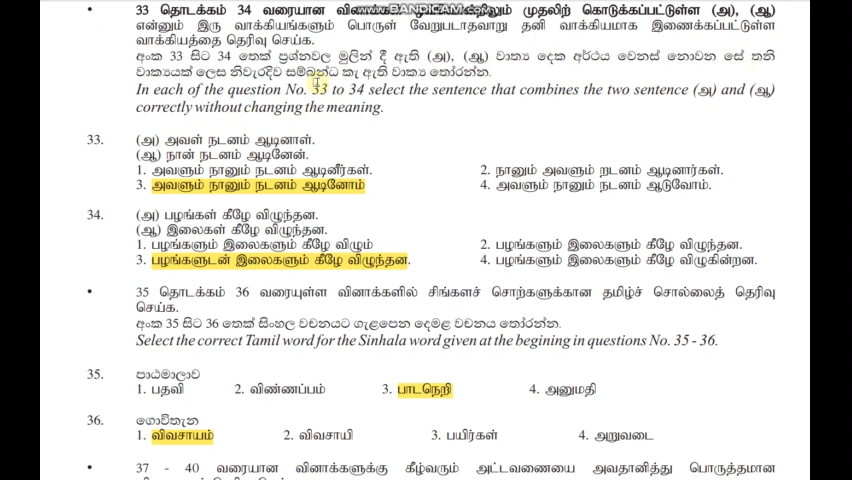 BANDICAM.COM
• 33 தொடக்கம் 34 வரையான முதலிற் கொடுக்கப்பட்டுள்ள (அ), (ஆ)
என்னும் இரு வாக்கியங்களும் பொருள் வேறுபடாதவாறு தனி வாக்கியமாக இணைக்கப்பட்டுள்ள
வாக்கியத்தை தெரிவு செய்க.
අංක 33 සිට 34 තෙක් ප්‍රශ්නවල මුලින් දී ඇති (அ), (ஆ) වාක්‍ය දෙක අර්ථය වෙනස් නොවන සේ තනි
වාක්‍යයක් ලෙස නිවැරදිව සම්බන්ධ කැ ඇති වාක්‍ය තෝරන්න.
In each of the question No. 33 to 34 select the sentence that combines the two sentence (அ) and (ஆ)
correctly without changing the meaning.
33. (அ) அவள் நடனம் ஆடினாள்.
(ஆ) நான் நடனம் ஆடினேன்.
1. அவளும் நானும் நடனம் ஆடினீர்கள். 2. நானும் அவளும் நடனம் ஆடினார்கள்.
3. அவளும் நானும் நடனம் ஆடினோம் 4. அவளும் நானும் நடனம் ஆடுவோம்.
34. (அ) பழங்கள் கீழே விழுந்தன.
(ஆ) இலைகள் கீழே விழுந்தன.
1. பழங்களும் இலைகளும் கீழே விழும் 2. பழங்களும் இலைகளும் கீழே விழுந்தன.
3. பழங்களுடன் இலைகளும் கீழே விழுந்தன. 4. பழங்களும் இலைகளும் கீழே விழுகின்றன.
• 35 தொடக்கம் 36 வரையுள்ள வினாக்களில் சிங்களச் சொற்களுக்கான தமிழ்ச் சொல்லைத் தெரிவு
செய்க.
අංක 35 සිට 36 තෙක් සිංහල වචනයට ගැළපෙන දෙමළ වචනය තෝරන්න.
Select the correct Tamil word for the Sinhala word given at the begining in questions No. 35 - 36.
35. පාඨමාලාව
1. பதவி 2. விண்ணப்பம் 3. பாடநெறி 4. அனுமதி
36. ගොවිතැන
1. விவசாயம் 2. விவசாயி 3. பயிர்கள் 4. அறுவடை
• 37 - 40 வரையான வினாக்களுக்கு கீழ்வரும் அட்டவணையை அவதானித்து பொருத்தமான